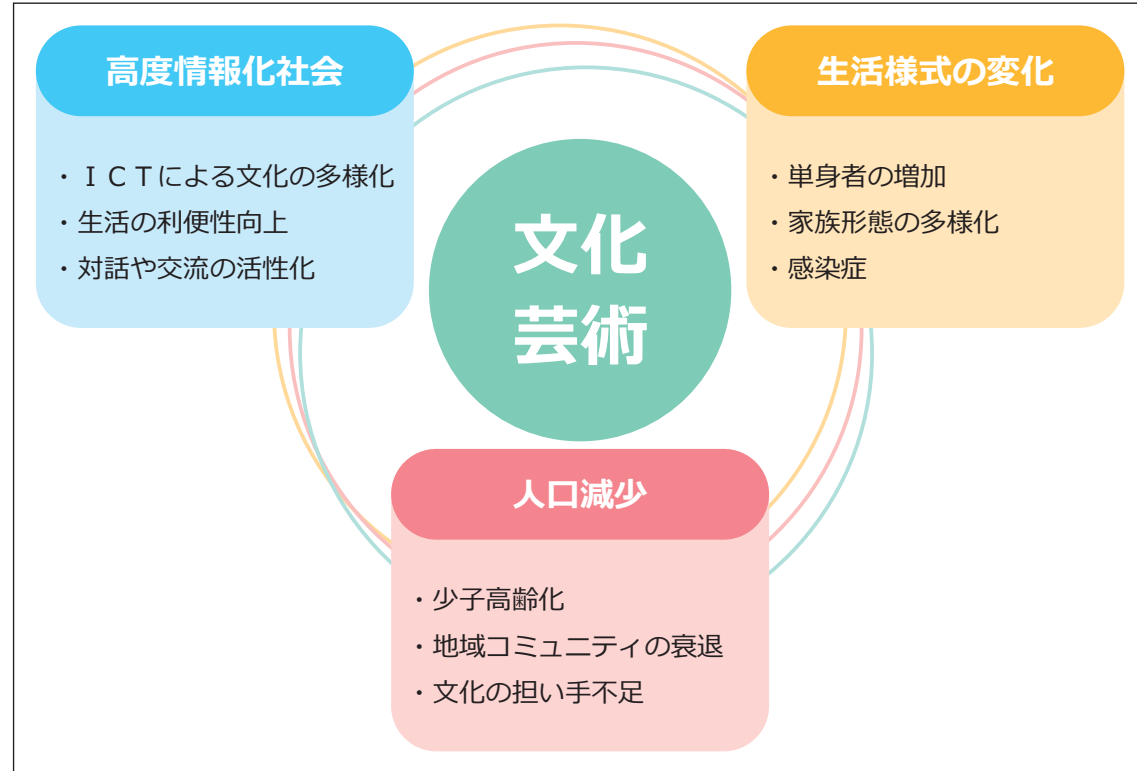 高度情報化社会
・ＩＣＴによる文化の多様化
・生活の利便性向上
・対話や交流の活性化
生活様式の変化
・単身者の増加
・家族形態の多様化
・感染症
文化
芸術
人口減少
・少子高齢化
・地域コミュニティの衰退
・文化の担い手不足